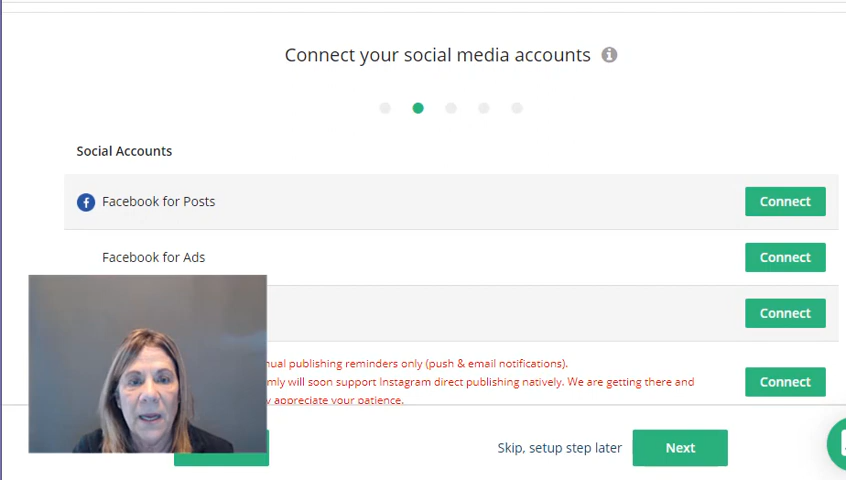 Connect your social media accounts
Social Accounts
Facebook for Posts
Connect
Facebook for Ads
Connect
Connect
publishing reminders only (push & email notifications).
will soon support Instagram direct publishing natively. We are getting there and
appreciate your patience.
Connect
Skip, setup step later
Next